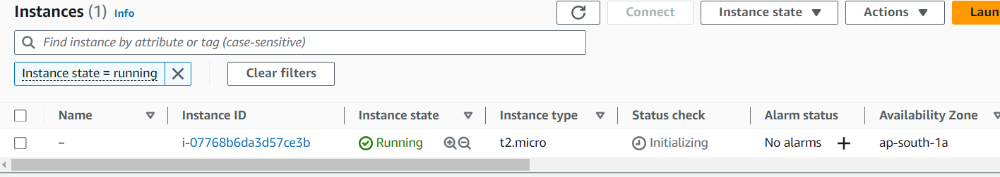 Instances (1) Info
Connect Instance state Actions Laun
Find instance by attribute or tag (case-sensitive)
Instance state = running Clear filters
Name Instance ID Instance state Instance type Status check Alarm status Availability Zone
– i-07768b6da3d57ce3b Running t2.micro Initializing No alarms + ap-south-1a